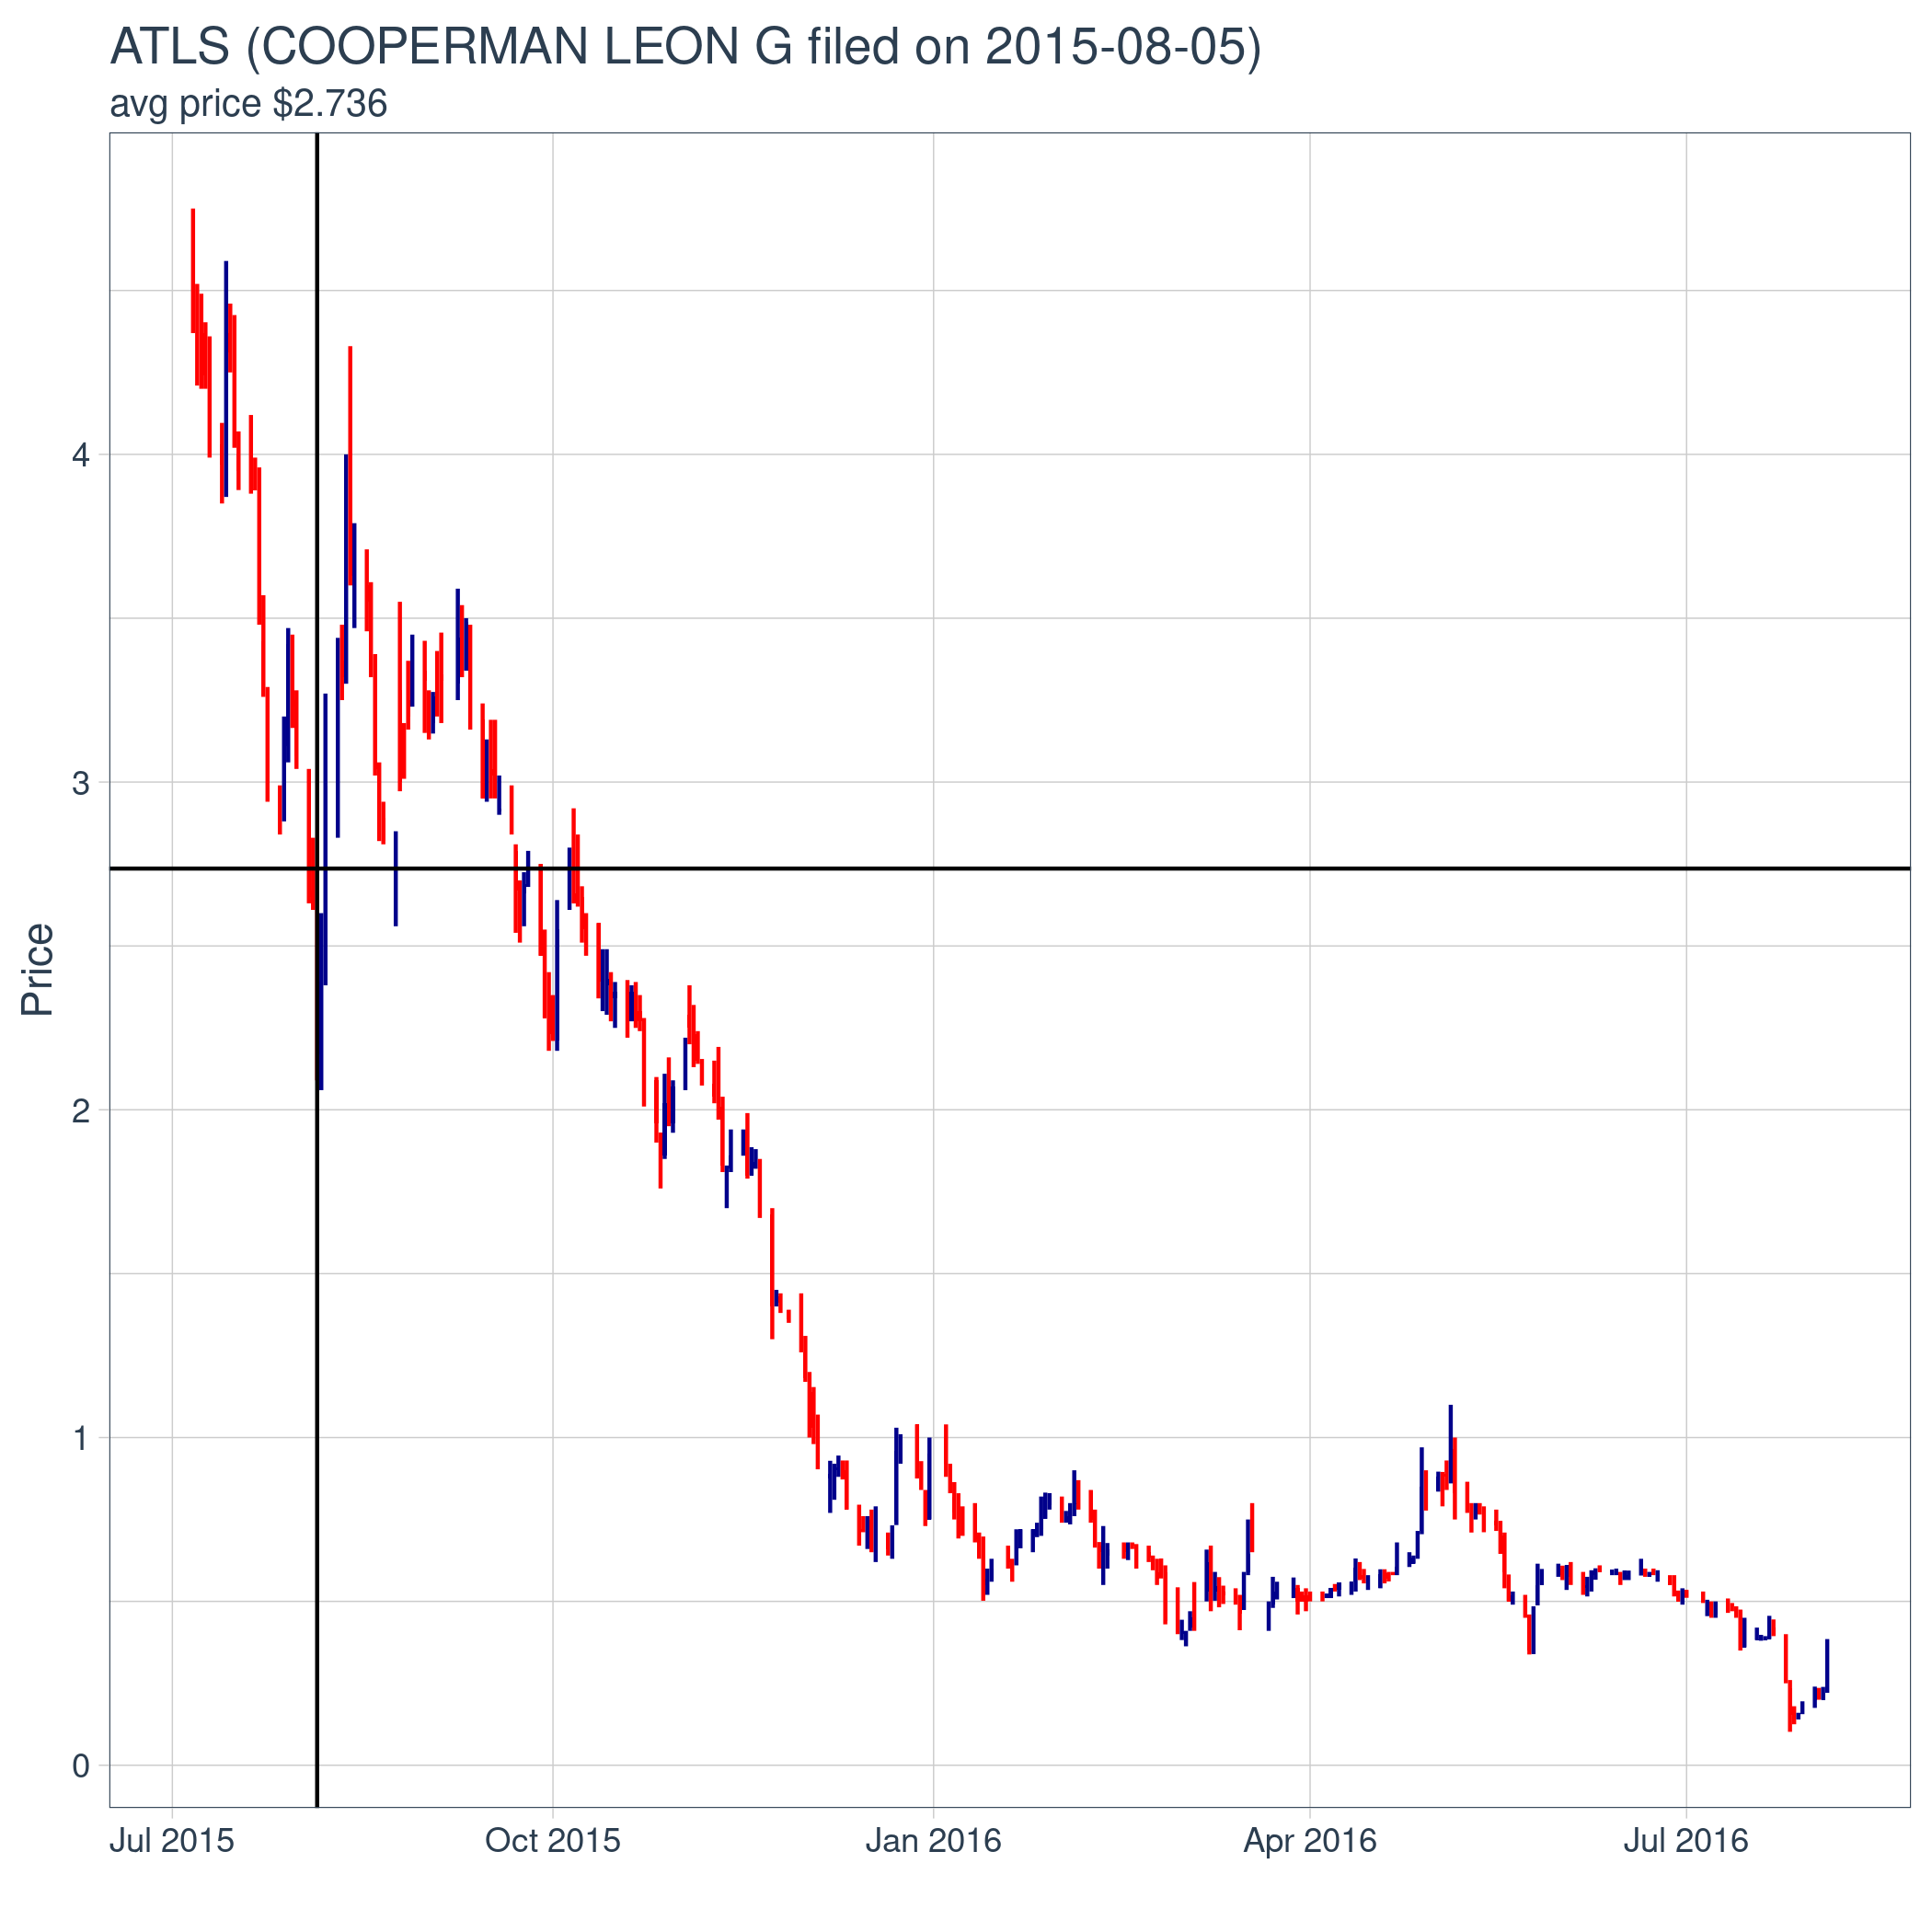 ATLS (COOPERMAN LEON G filed on 2015-08-05)
avg price $2.736
4
3
2
1
0
Price
Jul 2015
Oct 2015
Jan 2016
Apr 2016
Jul 2016